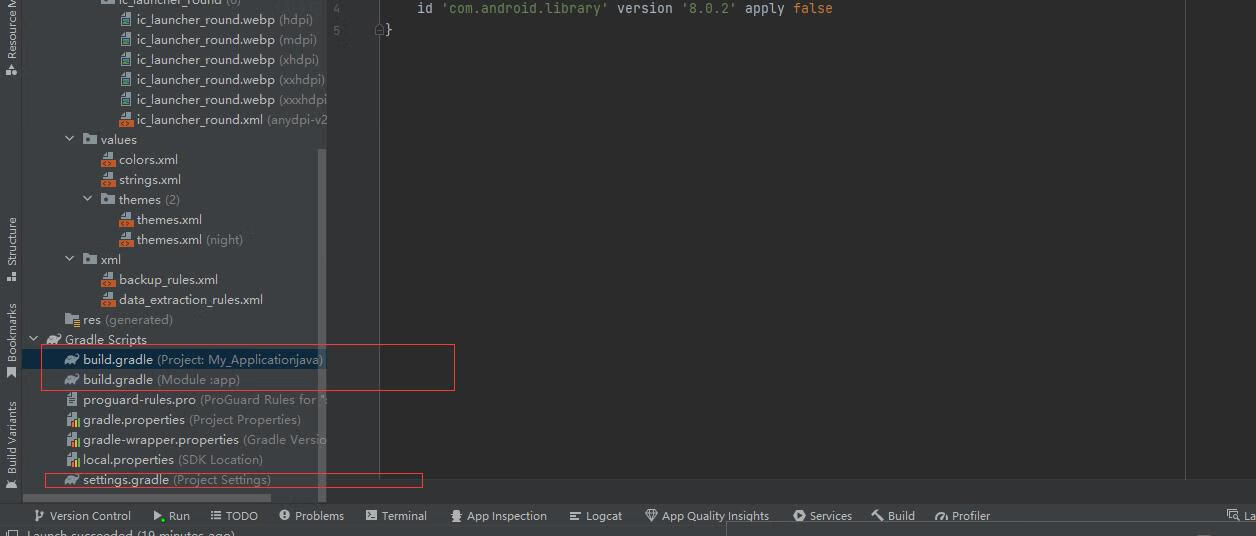 Resource M
ic_launcher_round (6)
ic_launcher_round.webp (hdpi)
ic_launcher_round.webp (mdpi)
ic_launcher_round.webp (xhdpi)
ic_launcher_round.webp (xxhdpi)
ic_launcher_round.webp (xxxhdpi
ic_launcher_round.xml (anydpi-v2
values
colors.xml
strings.xml
themes (2)
themes.xml
themes.xml (night)
xml
backup_rules.xml
data_extraction_rules.xml
res (generated)
Gradle Scripts
build.gradle (Project: My_Applicationjava)
build.gradle (Module :app)
proguard-rules.pro (ProGuard Rules for "
gradle.properties (Project Properties)
gradle-wrapper.properties (Gradle Versio
local.properties (SDK Location)
settings.gradle (Project Settings)
Structure
Bookmarks
Build Variants
4 id 'com.android.library' version '8.0.2' apply false
5 }
Version Control Run TODO Problems Terminal App Inspection Logcat App Quality Insights Services Build Profiler La
Launch succeeded (19 minutes ago)